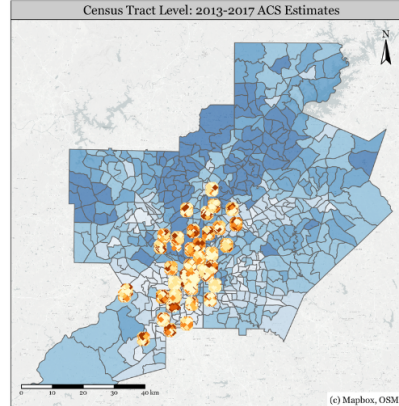 Census Tract Level: 2013-2017 ACS Estimates
N
0 10 20 30 40 km
(c) Mapbox, OSM